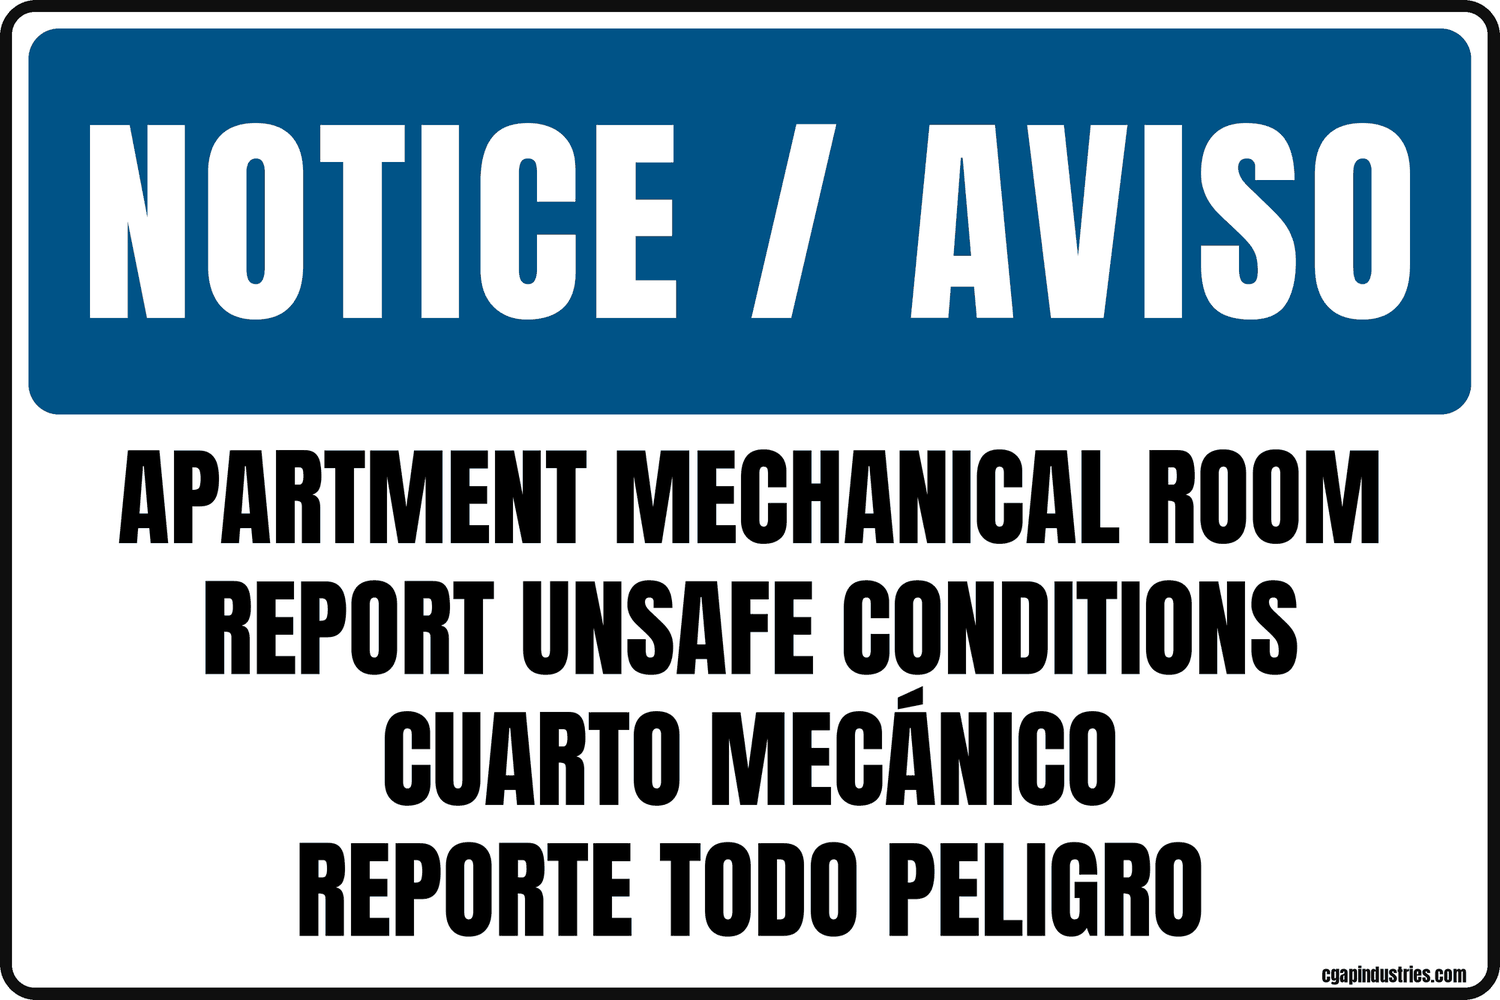 NOTICE / AVISO
APARTMENT MECHANICAL ROOM
REPORT UNSAFE CONDITIONS
CUARTO MECÁNICO
REPORTE TODO PELIGRO
cgapindustries.com